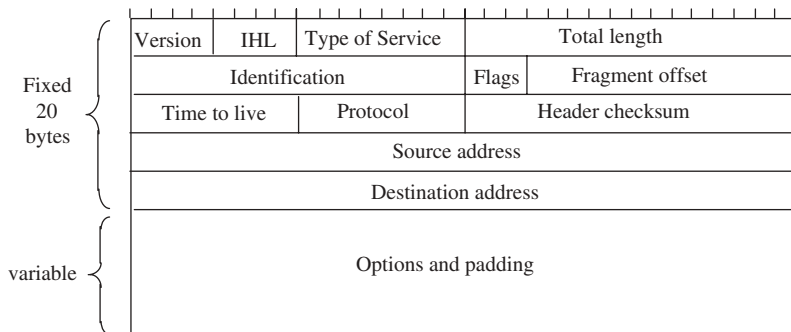 Version IHL Type of Service Total length
Identification Flags Fragment offset
Time to live Protocol Header checksum
Source address
Destination address
Options and padding
Fixed
20
bytes
variable